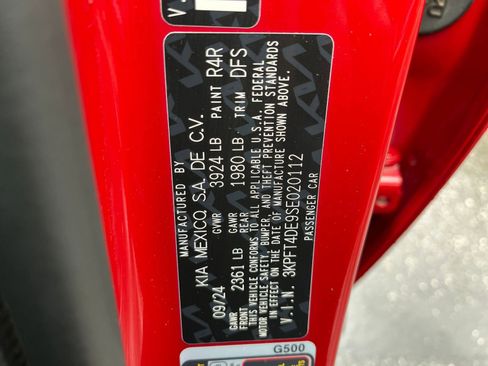 MANUFACTURED BY
KIA MEXICO, S.A. DE C.V.
09/24 GVWR 3924 LB PAINT R4R
GAWR FRONT 2361 LB GAWR REAR 1980 LB TRIM DFS
THIS VEHICLE CONFORMS TO ALL APPLICABLE U.S.A. FEDERAL
MOTOR VEHICLE SAFETY, BUMPER, AND THEFT PREVENTION STANDARDS
IN EFFECT ON THE DATE OF MANUFACTURE SHOWN ABOVE.
V.I.N. 3KPFT4DE9SE020112
PASSENGER CAR
G500